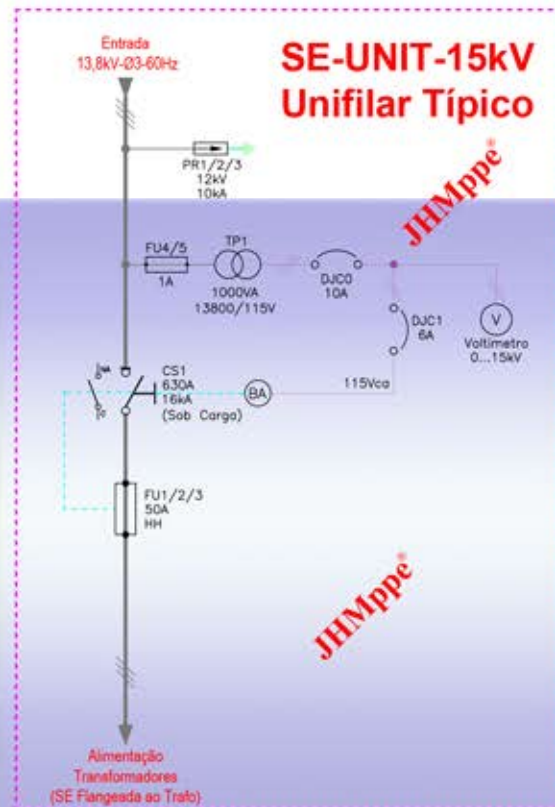 Entrada
13,8kV-Ø3-60Hz
SE-UNIT-15kV
Unifilar Típico
JHMppe®
PR1/2/3
12kV
10kA
FU4/5
1A
TP1
1000VA
13800/115V
DJC0
10A
DJC1
6A
V
Voltímetro
0...15kV
NA
CS1
630A
16kA
(Sob Carga)
BA
115Vca
FU1/2/3
50A
HH
JHMppe®
Alimentação
Transformadores
(SE Flangeada ao Trafo)